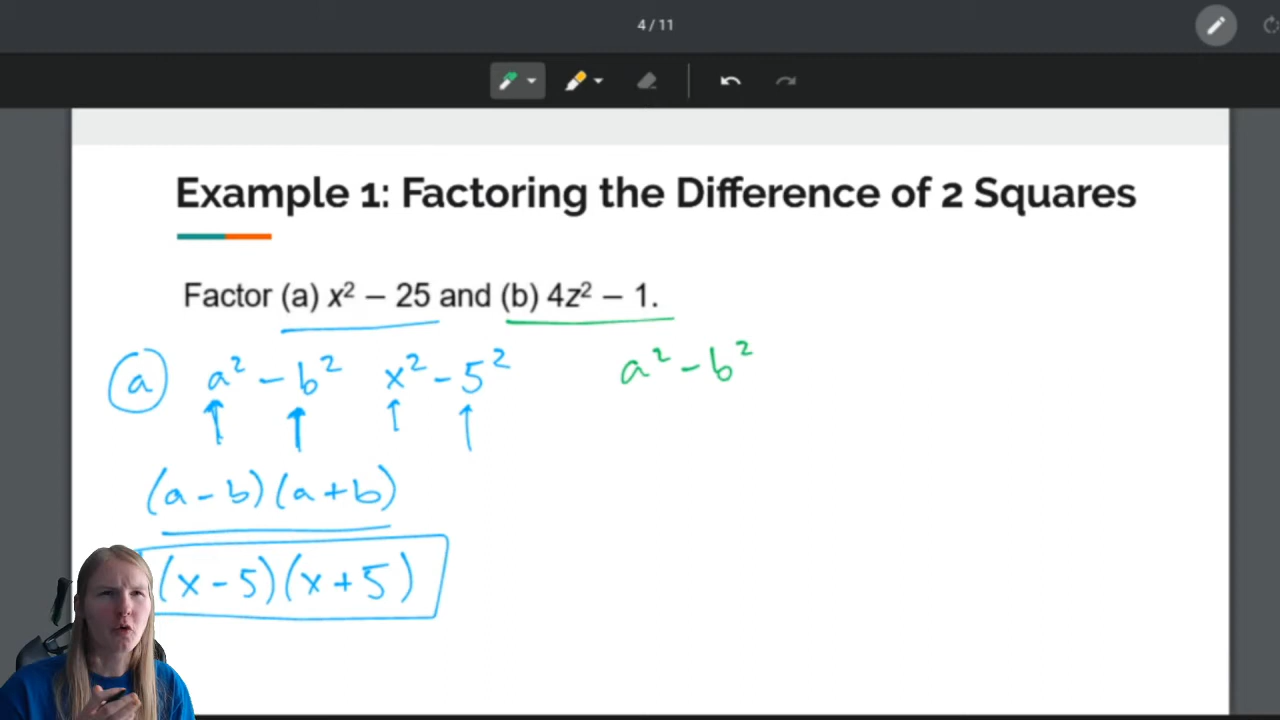 4 / 11
Example 1: Factoring the Difference of 2 Squares
Factor (a) x² − 25 and (b) 4z² − 1.
a a² − b² x² − 5² a² − b²
(a − b)(a + b)
(x − 5)(x + 5)